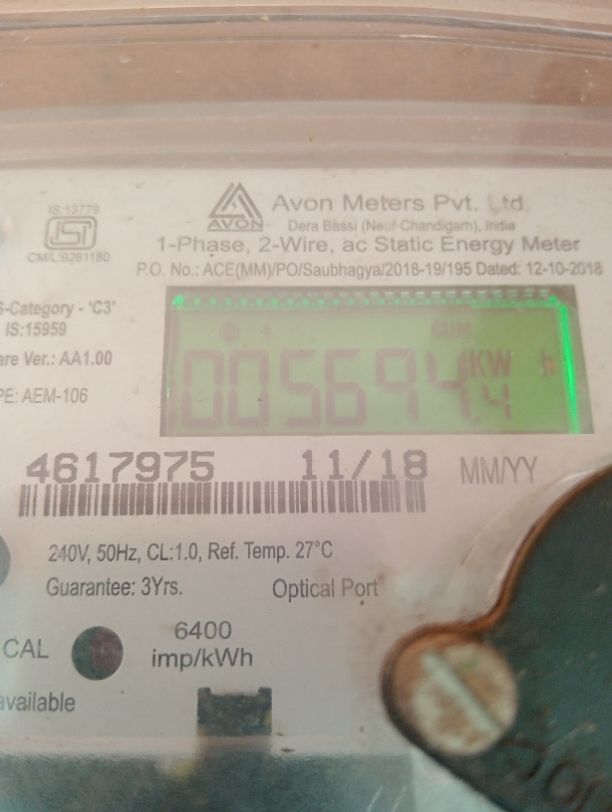 IS:13779
ISI
CM/L/9281180
AVON
Avon Meters Pvt. Ltd.
Dera Bassi (Near Chandigarh), India
1-Phase, 2-Wire, ac Static Energy Meter
P.O. No.: ACE(MM)/PO/Saubhagya/2018-19/195 Dated: 12-10-2018
-Category - 'C3'
IS:15959
are Ver.: AA1.00
PE: AEM-106
CUM
005694.4 KW h
4617975 11/18 MM/YY
240V, 50Hz, CL:1.0, Ref. Temp. 27°C
Guarantee: 3Yrs.
Optical Port
CAL
6400
imp/kWh
available